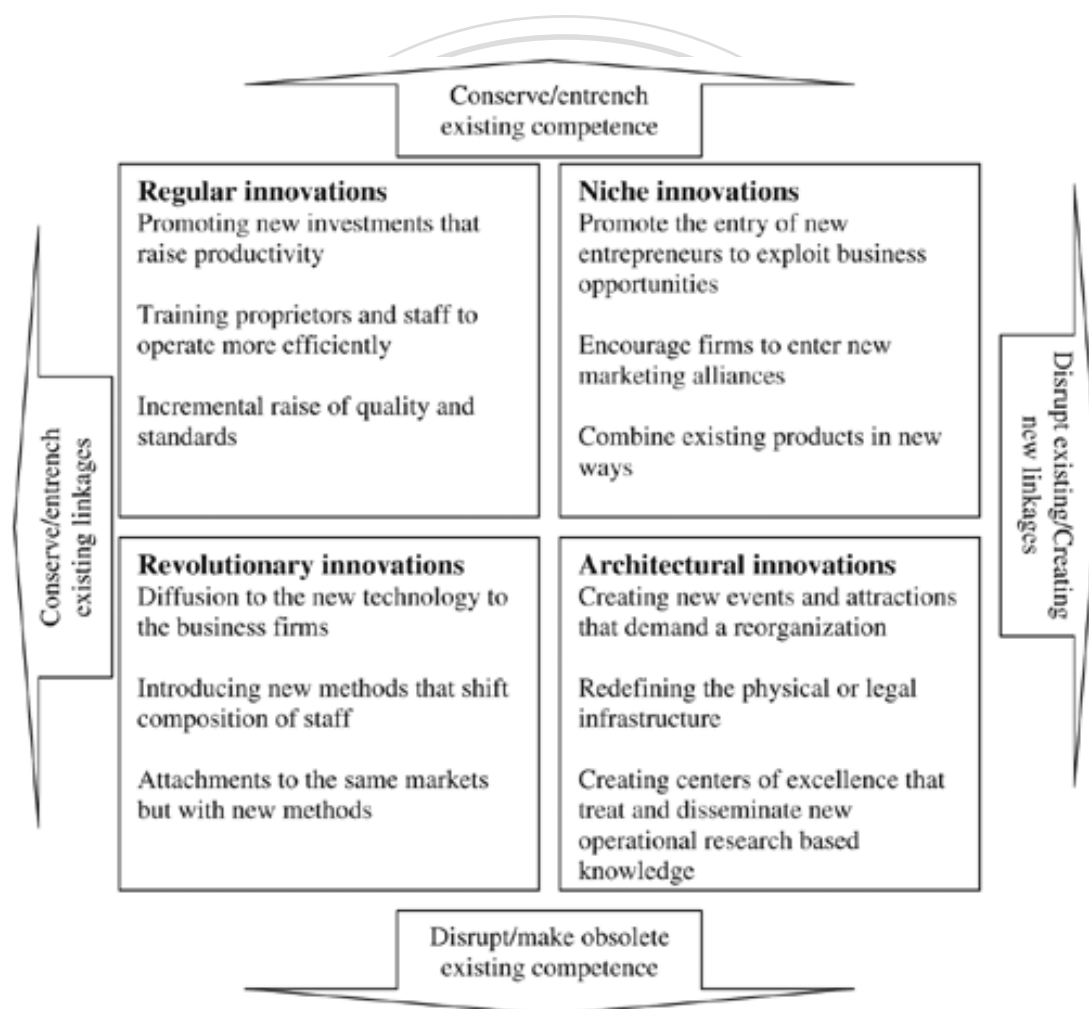 Conserve/entrench
existing competence
Regular innovations
Promoting new investments that
raise productivity
Training proprietors and staff to
operate more efficiently
Incremental raise of quality and
standards
Niche innovations
Promote the entry of new
entrepreneurs to exploit business
opportunities
Encourage firms to enter new
marketing alliances
Combine existing products in new
ways
Conserve/entrench
existing linkages
Disrupt existing/Creating
new linkages
Revolutionary innovations
Diffusion to the new technology to
the business firms
Introducing new methods that shift
composition of staff
Attachments to the same markets
but with new methods
Architectural innovations
Creating new events and attractions
that demand a reorganization
Redefining the physical or legal
infrastructure
Creating centers of excellence that
treat and disseminate new
operational research based
knowledge
Disrupt/make obsolete
existing competence